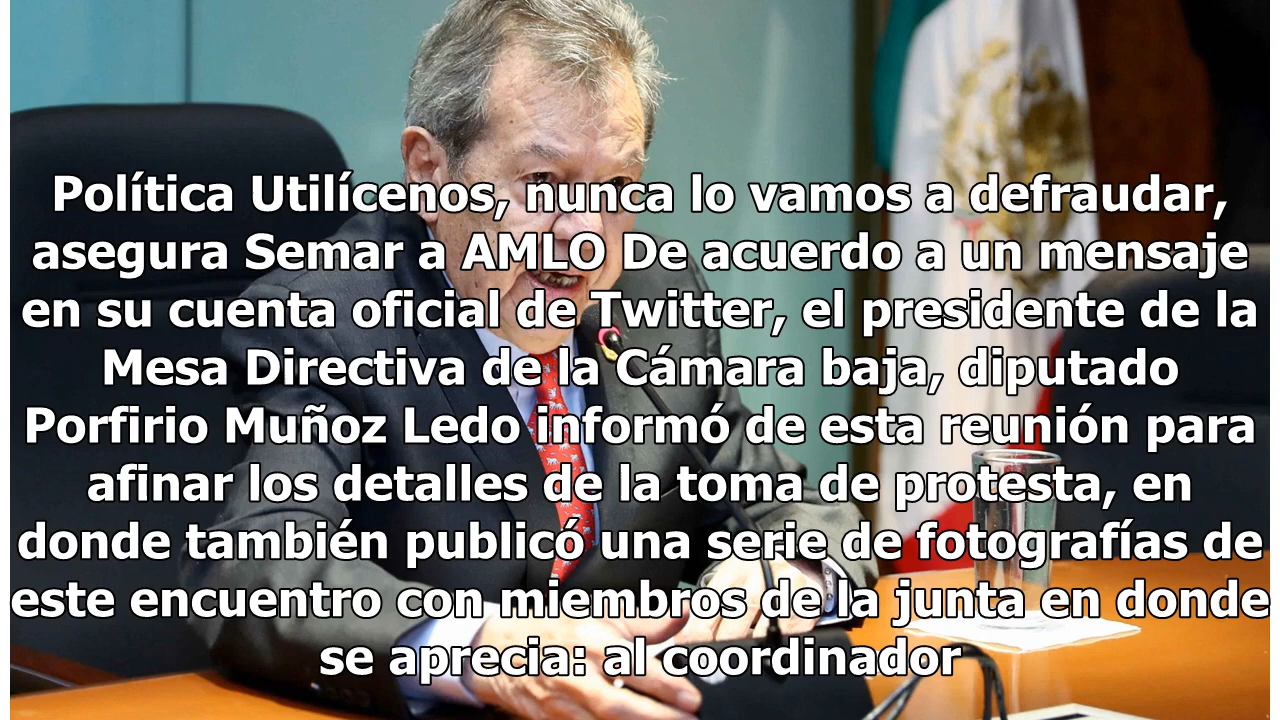 Política Utilícenos, nunca lo vamos a defraudar,
asegura Semar a AMLO De acuerdo a un mensaje
en su cuenta oficial de Twitter, el presidente de la
Mesa Directiva de la Cámara baja, diputado
Porfirio Muñoz Ledo informó de esta reunión para
afinar los detalles de la toma de protesta, en
donde también publicó una serie de fotografías de
este encuentro con miembros de la junta en donde
se aprecia: al coordinador